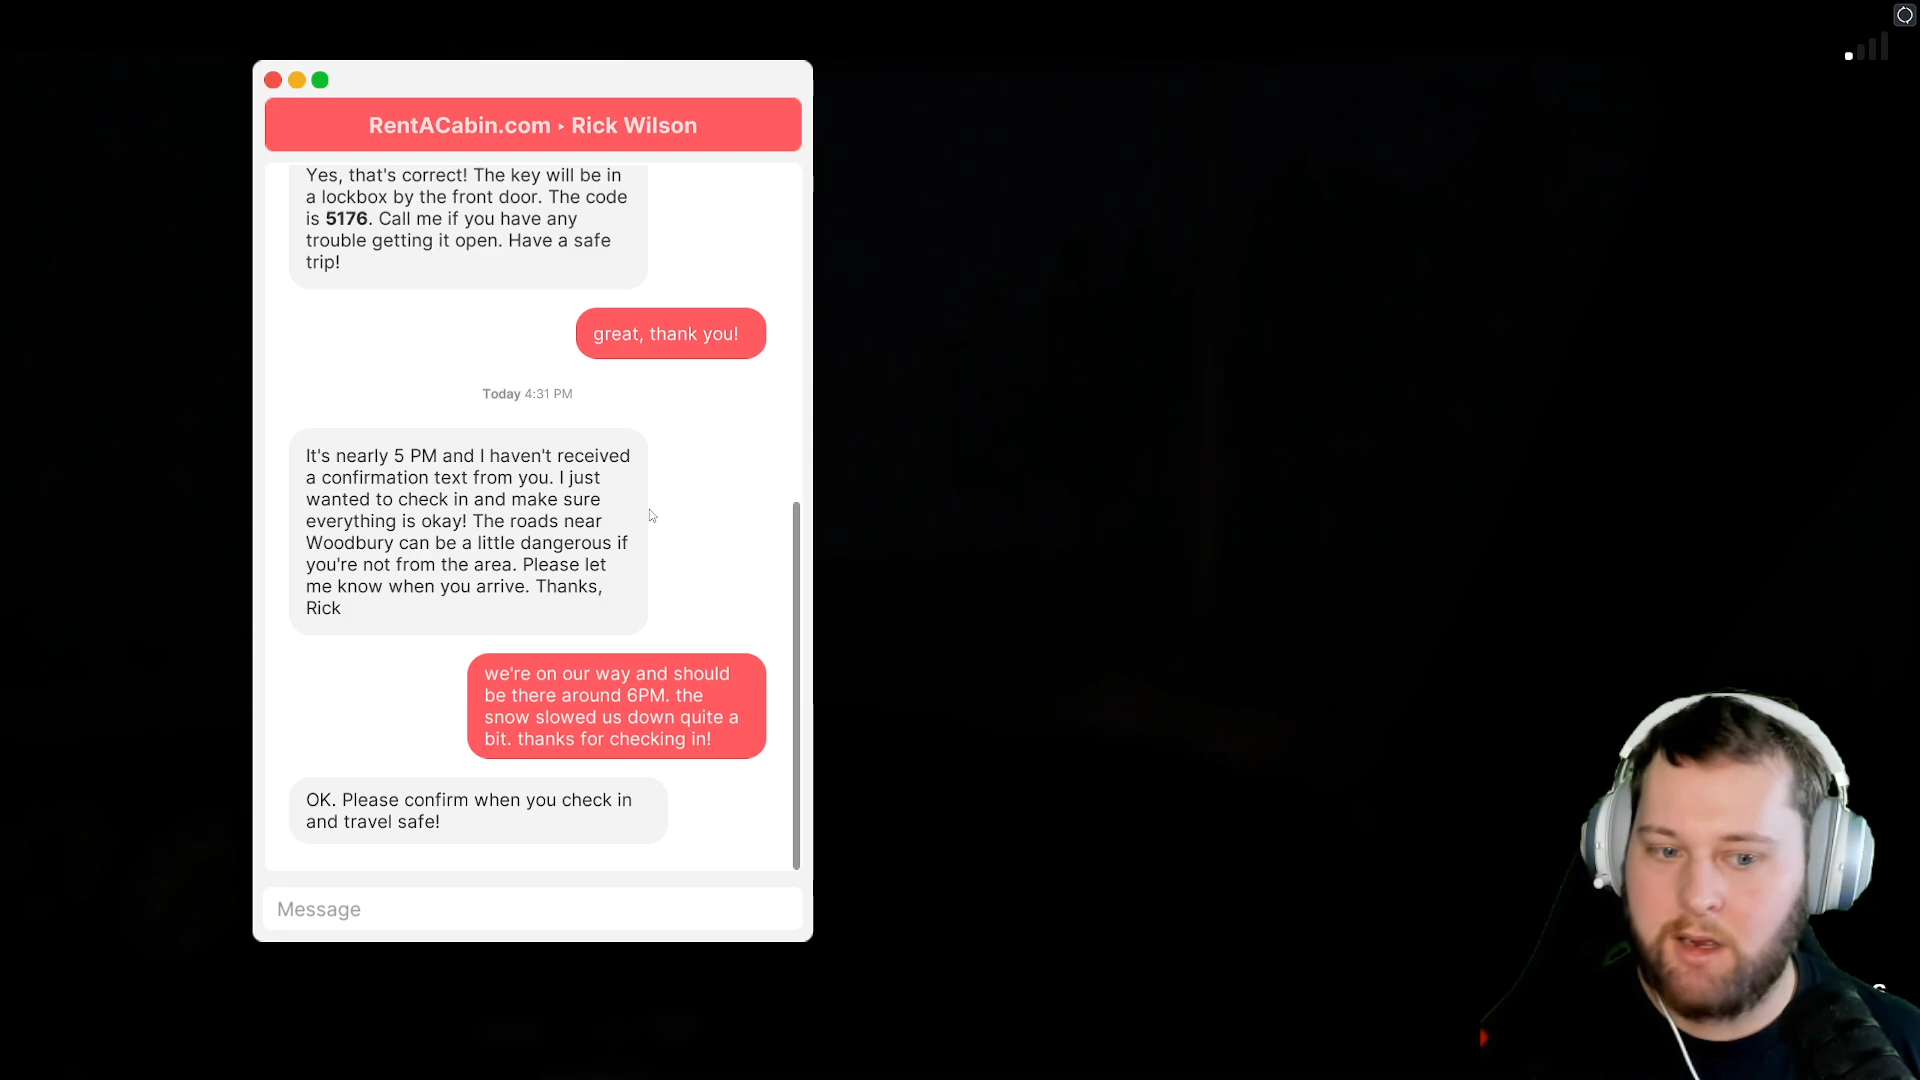 RentACabin.com ‣ Rick Wilson
Yes, that's correct! The key will be in
a lockbox by the front door. The code
is 5176. Call me if you have any
trouble getting it open. Have a safe
trip!
great, thank you!
Today 4:31 PM
It's nearly 5 PM and I haven't received
a confirmation text from you. I just
wanted to check in and make sure
everything is okay! The roads near
Woodbury can be a little dangerous if
you're not from the area. Please let
me know when you arrive. Thanks,
Rick
we're on our way and should
be there around 6PM. the
snow slowed us down quite a
bit. thanks for checking in!
OK. Please confirm when you check in
and travel safe!
Message